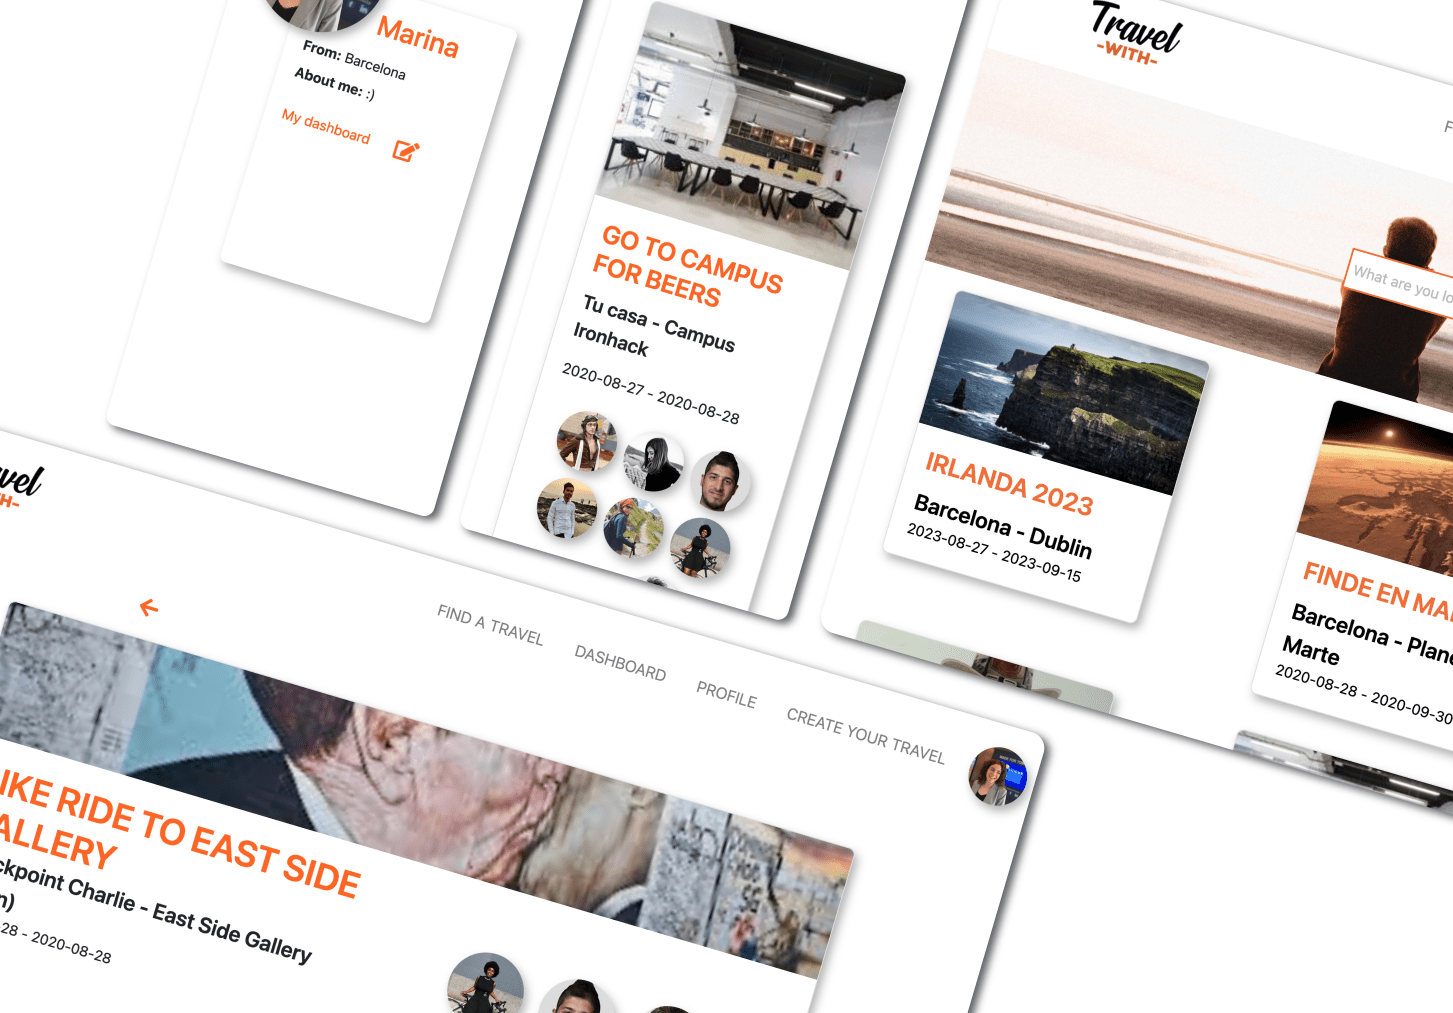 Marina
From: Barcelona
About me: :)
My dashboard
GO TO CAMPUS
FOR BEERS
Tu casa - Campus
Ironhack
2020-08-27 - 2020-08-28
Travel
-WITH-
What are you lo
IRLANDA 2023
Barcelona - Dublin
2023-08-27 - 2023-09-15
FINDE EN MA
Barcelona - Plane
Marte
2020-08-28 - 2020-09-30
vel
TH-
FIND A TRAVEL
DASHBOARD
PROFILE
CREATE YOUR TRAVEL
IKE RIDE TO EAST SIDE
ALLERY
ckpoint Charlie - East Side Gallery
n)
-28 - 2020-08-28